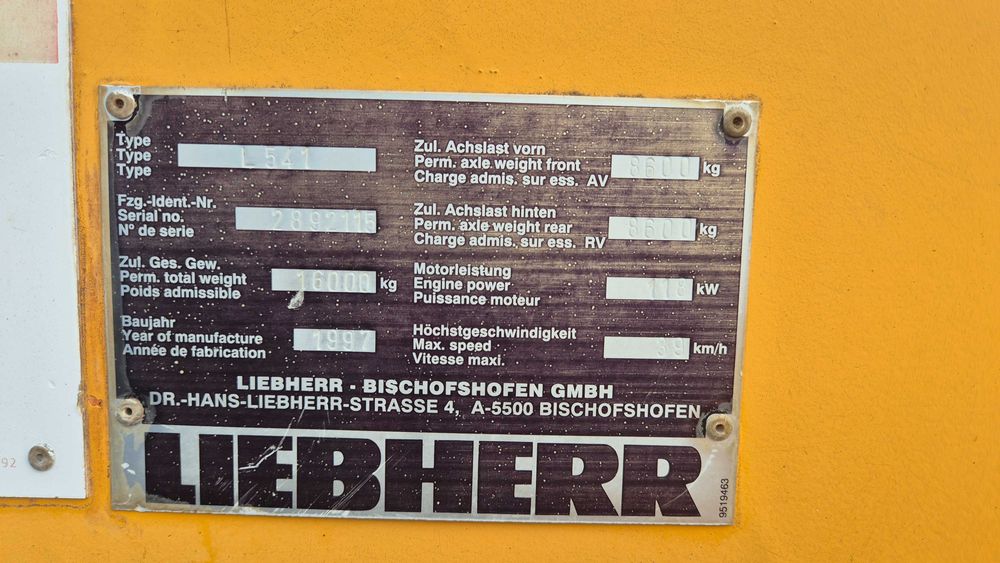 Type
Type
Type
L 541
Fzg.-Ident.-Nr.
Serial no.
N° de série
2892115
Zul. Ges. Gew.
Perm. total weight
Poids admissible
16000 kg
Baujahr
Year of manufacture
Année de fabrication
1997
Zul. Achslast vorn
Perm. axle weight front
Charge admis. sur ess. AV
8600 kg
Zul. Achslast hinten
Perm. axle weight rear
Charge admis. sur ess. RV
8600 kg
Motorleistung
Engine power
Puissance moteur
118 kW
Höchstgeschwindigkeit
Max. speed
Vitesse maxi.
39 km/h
LIEBHERR - BISCHOFSHOFEN GMBH
DR.-HANS-LIEBHERR-STRASSE 4, A-5500 BISCHOFSHOFEN
LIEBHERR
9519463
92